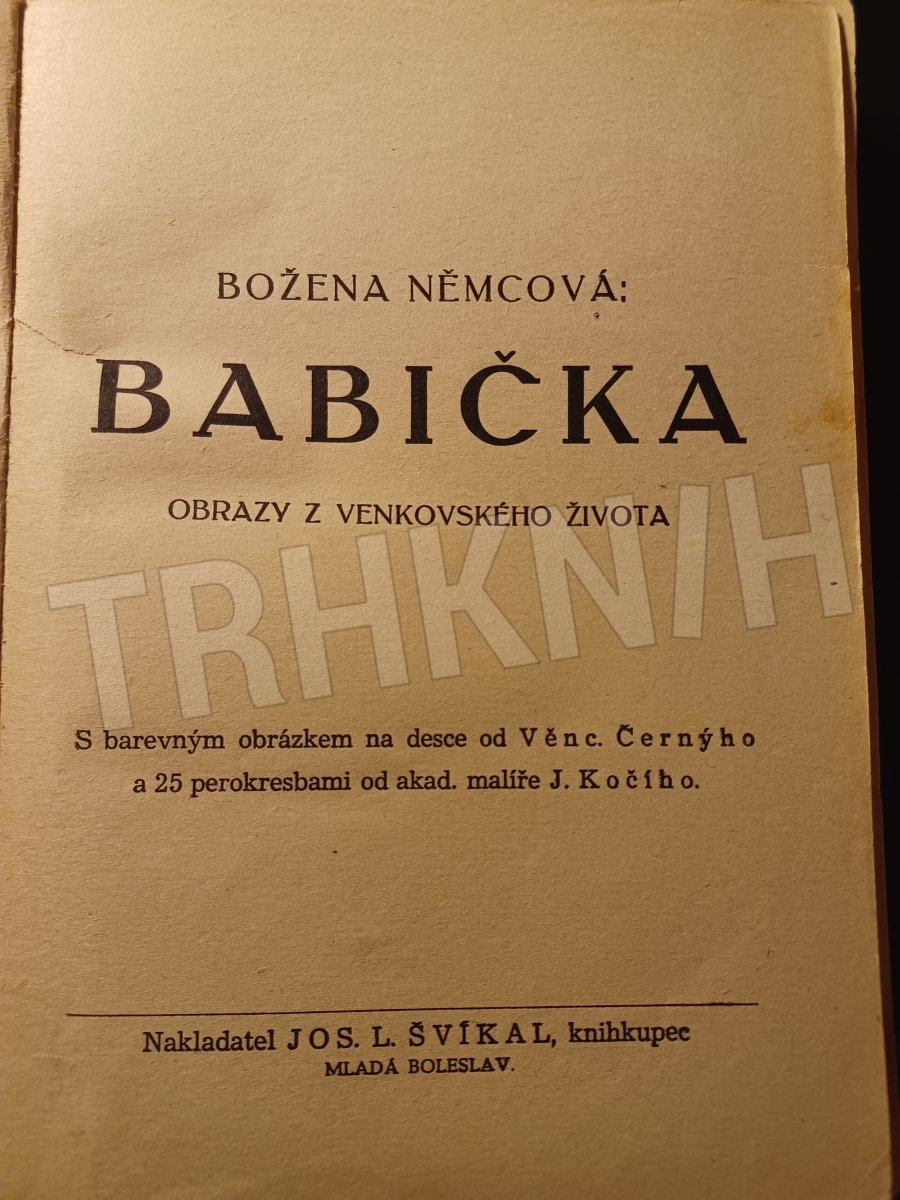 BOŽENA NĚMCOVÁ:
BABIČKA
OBRAZY Z VENKOVSKÉHO ŽIVOTA
TRHKNIH
S barevným obrázkem na desce od Věnc. Černýho
a 25 perokresbami od akad. malíře J. Kočího.
Nakladatel JOS. L. ŠVÍKAL, knihkupec
MLADÁ BOLESLAV.